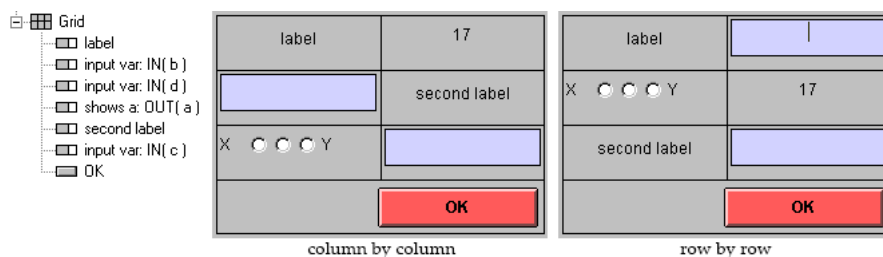 Grid
label
input var: IN( b )
input var: IN( d )
shows a: OUT( a )
second label
input var: IN( c )
OK
label 17
second label
X Y
OK
column by column
label
X Y 17
second label
OK
row by row